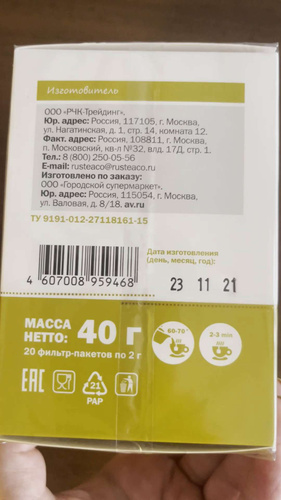 Изготовитель
ООО «РЧК-Трейдинг».
Юр. адрес: Россия, 117105, г. Москва,
ул. Нагатинская, д. 1, стр. 14, комната 12.
Факт. адрес: Россия, 108811, г. Москва,
п. Московский, кв-л №32, влд. 17Д, стр. 1.
Тел.: 8 (800) 250-05-56
E-mail: rusteaco@rusteaco.ru
Изготовлено по заказу:
ООО «Городской супермаркет».
Юр. адрес: Россия, 115054, г. Москва,
ул. Валовая, д. 8/18, av.ru
ТУ 9191-012-27118161-15
Дата изготовления
(день, месяц, год):
23 11 21
4 607008 959468
МАССА
НЕТТО: 40 г
20 фильтр-пакетов по 2 г
60-70°
2-3 мин
EAC
21
PAP